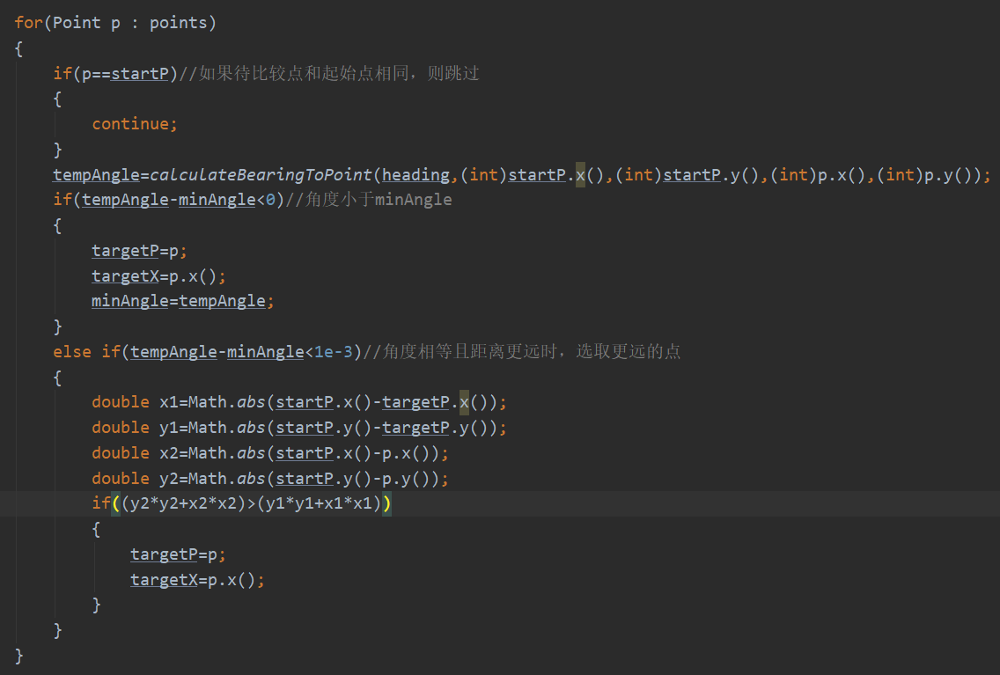 for(Point p : points)
{
if(p==startP)//如果待比较点和起始点相同，则跳过
{
continue;
}
tempAngle=calculateBearingToPoint(heading,(int)startP.x(),(int)startP.y(),(int)p.x(),(int)p.y());
if(tempAngle-minAngle<0)//角度小于minAngle
{
targetP=p;
targetX=p.x();
minAngle=tempAngle;
}
else if(tempAngle-minAngle<1e-3)//角度相等且距离更远时，选取更远的点
{
double x1=Math.abs(startP.x()-targetP.x());
double y1=Math.abs(startP.y()-targetP.y());
double x2=Math.abs(startP.x()-p.x());
double y2=Math.abs(startP.y()-p.y());
if((y2*y2+x2*x2)>(y1*y1+x1*x1))
{
targetP=p;
targetX=p.x();
}
}
}